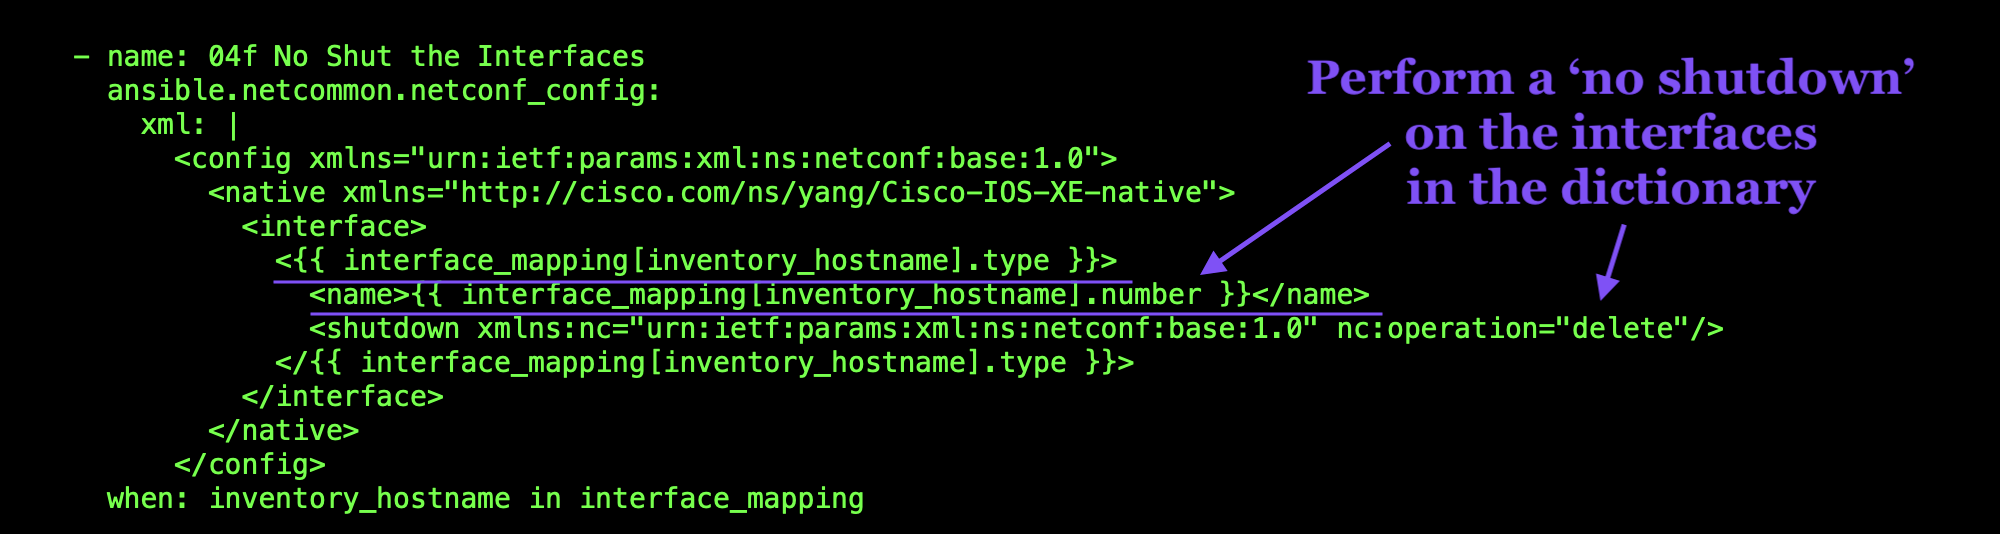 - name: 04f No Shut the Interfaces
ansible.netcommon.netconf_config:
xml: |
<config xmlns="urn:ietf:params:xml:ns:netconf:base:1.0">
<native xmlns="http://cisco.com/ns/yang/Cisco-IOS-XE-native">
<interface>
<{{ interface_mapping[inventory_hostname].type }}>
<name>{{ interface_mapping[inventory_hostname].number }}</name>
<shutdown xmlns:nc="urn:ietf:params:xml:ns:netconf:base:1.0" nc:operation="delete"/>
</{{ interface_mapping[inventory_hostname].type }}>
</interface>
</native>
</config>
when: inventory_hostname in interface_mapping
Perform a ‘no shutdown’
on the interfaces
in the dictionary